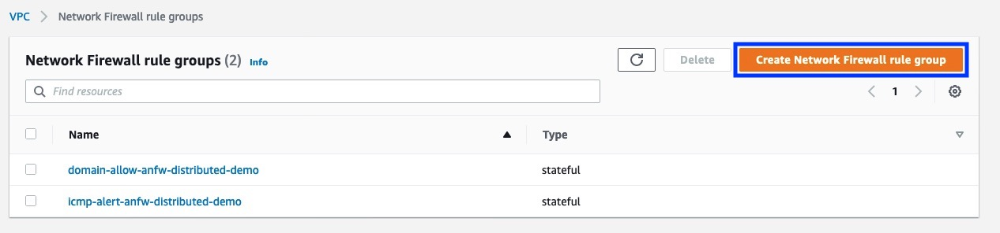 VPC > Network Firewall rule groups
Network Firewall rule groups (2) Info
Delete
Create Network Firewall rule group
Find resources
1
Name
Type
domain-allow-anfw-distributed-demo
stateful
icmp-alert-anfw-distributed-demo
stateful